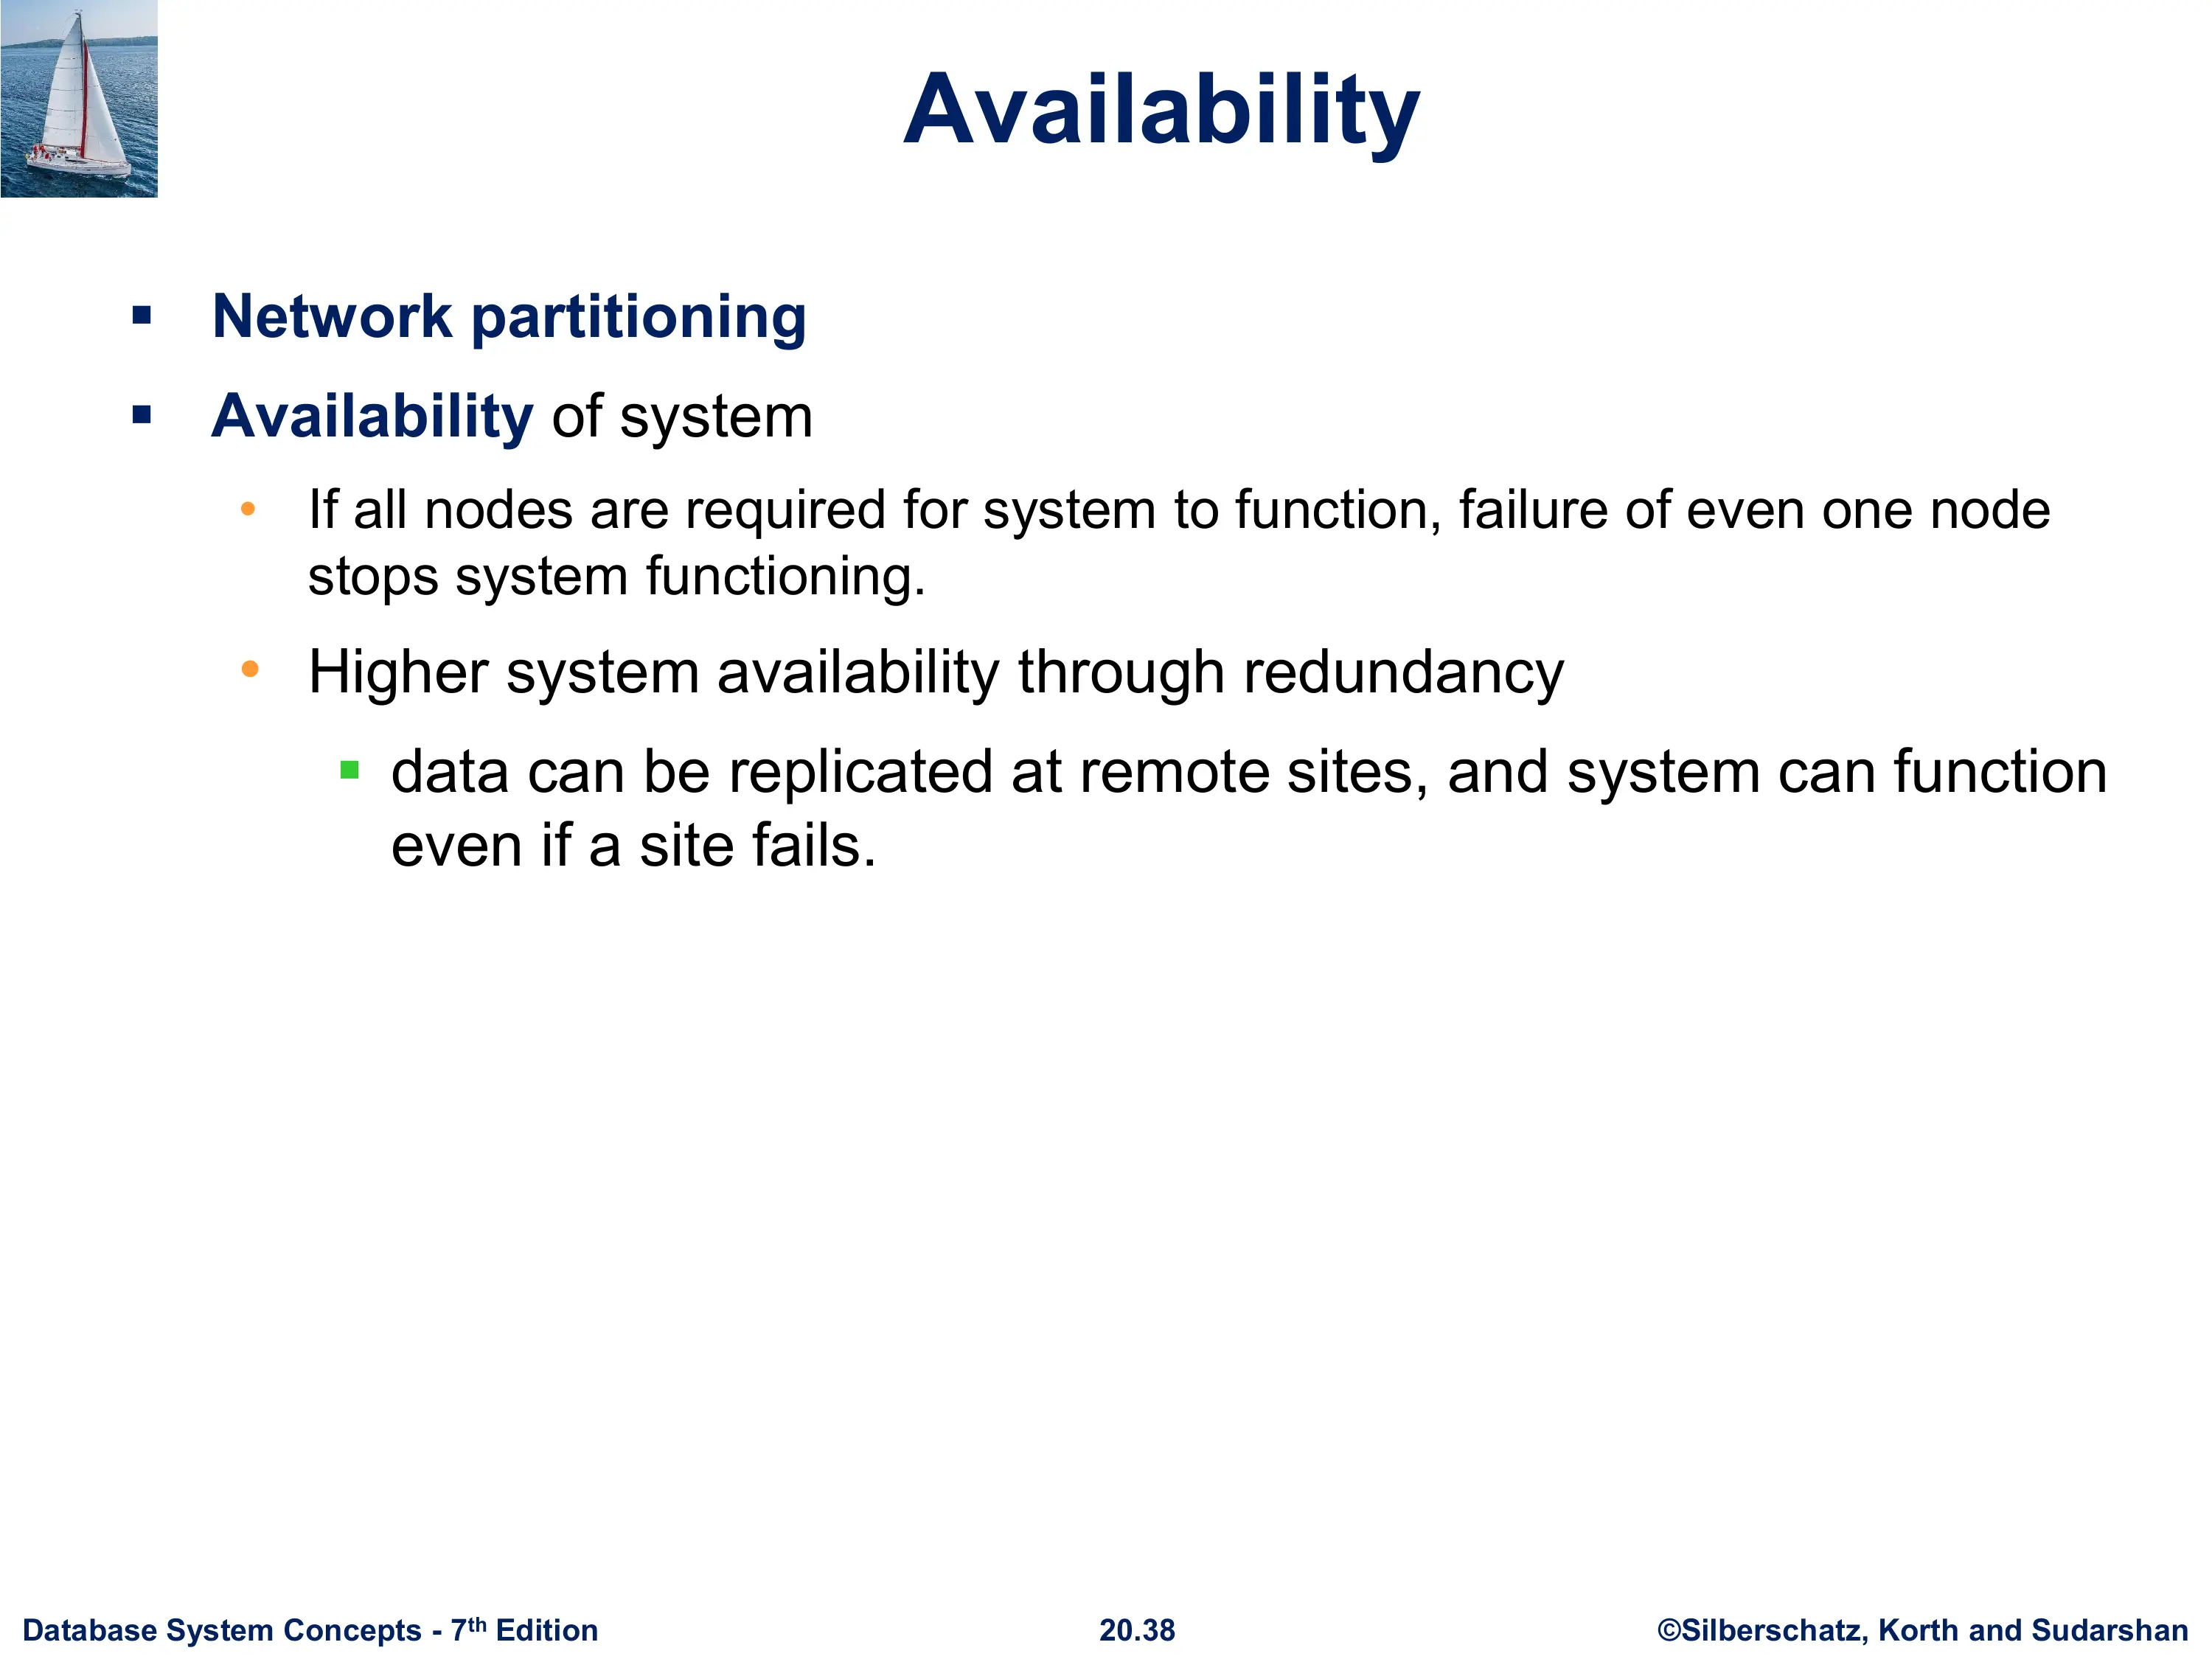 Availability
▪ Network partitioning
▪ Availability of system
• If all nodes are required for system to function, failure of even one node
stops system functioning.
• Higher system availability through redundancy
▪ data can be replicated at remote sites, and system can function
even if a site fails.
Database System Concepts - 7th Edition
20.38
©Silberschatz, Korth and Sudarshan